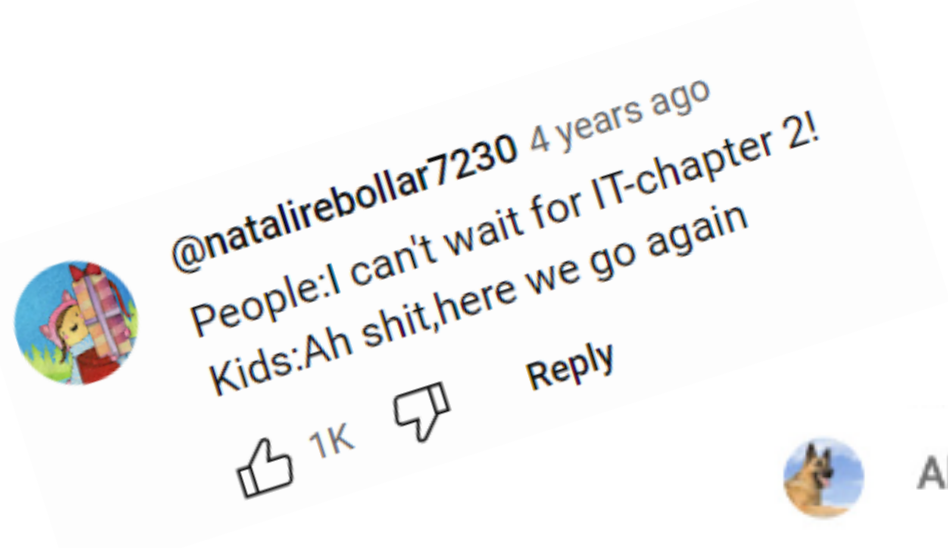 @natalirebollar7230 4 years ago
People:I can't wait for IT-chapter 2!
Kids:Ah shit,here we go again
1K
Reply